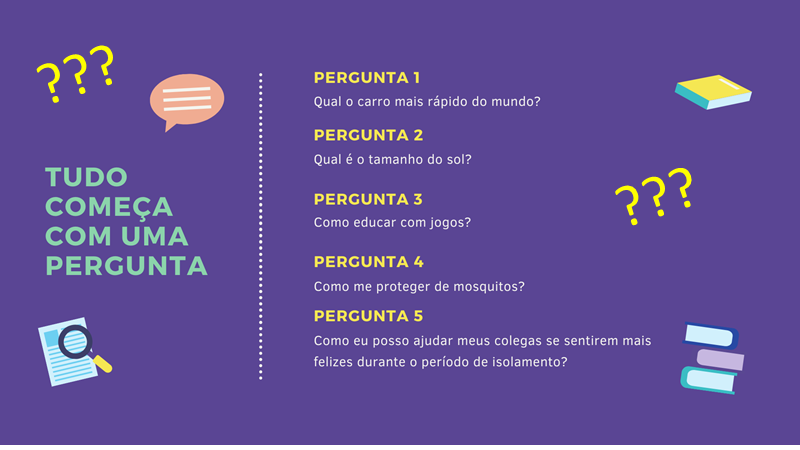 ???
TUDO
COMEÇA
COM UMA
PERGUNTA
PERGUNTA 1
Qual o carro mais rápido do mundo?
PERGUNTA 2
Qual é o tamanho do sol?
PERGUNTA 3
Como educar com jogos?
PERGUNTA 4
Como me proteger de mosquitos?
PERGUNTA 5
Como eu posso ajudar meus colegas se sentirem mais
felizes durante o período de isolamento?
???